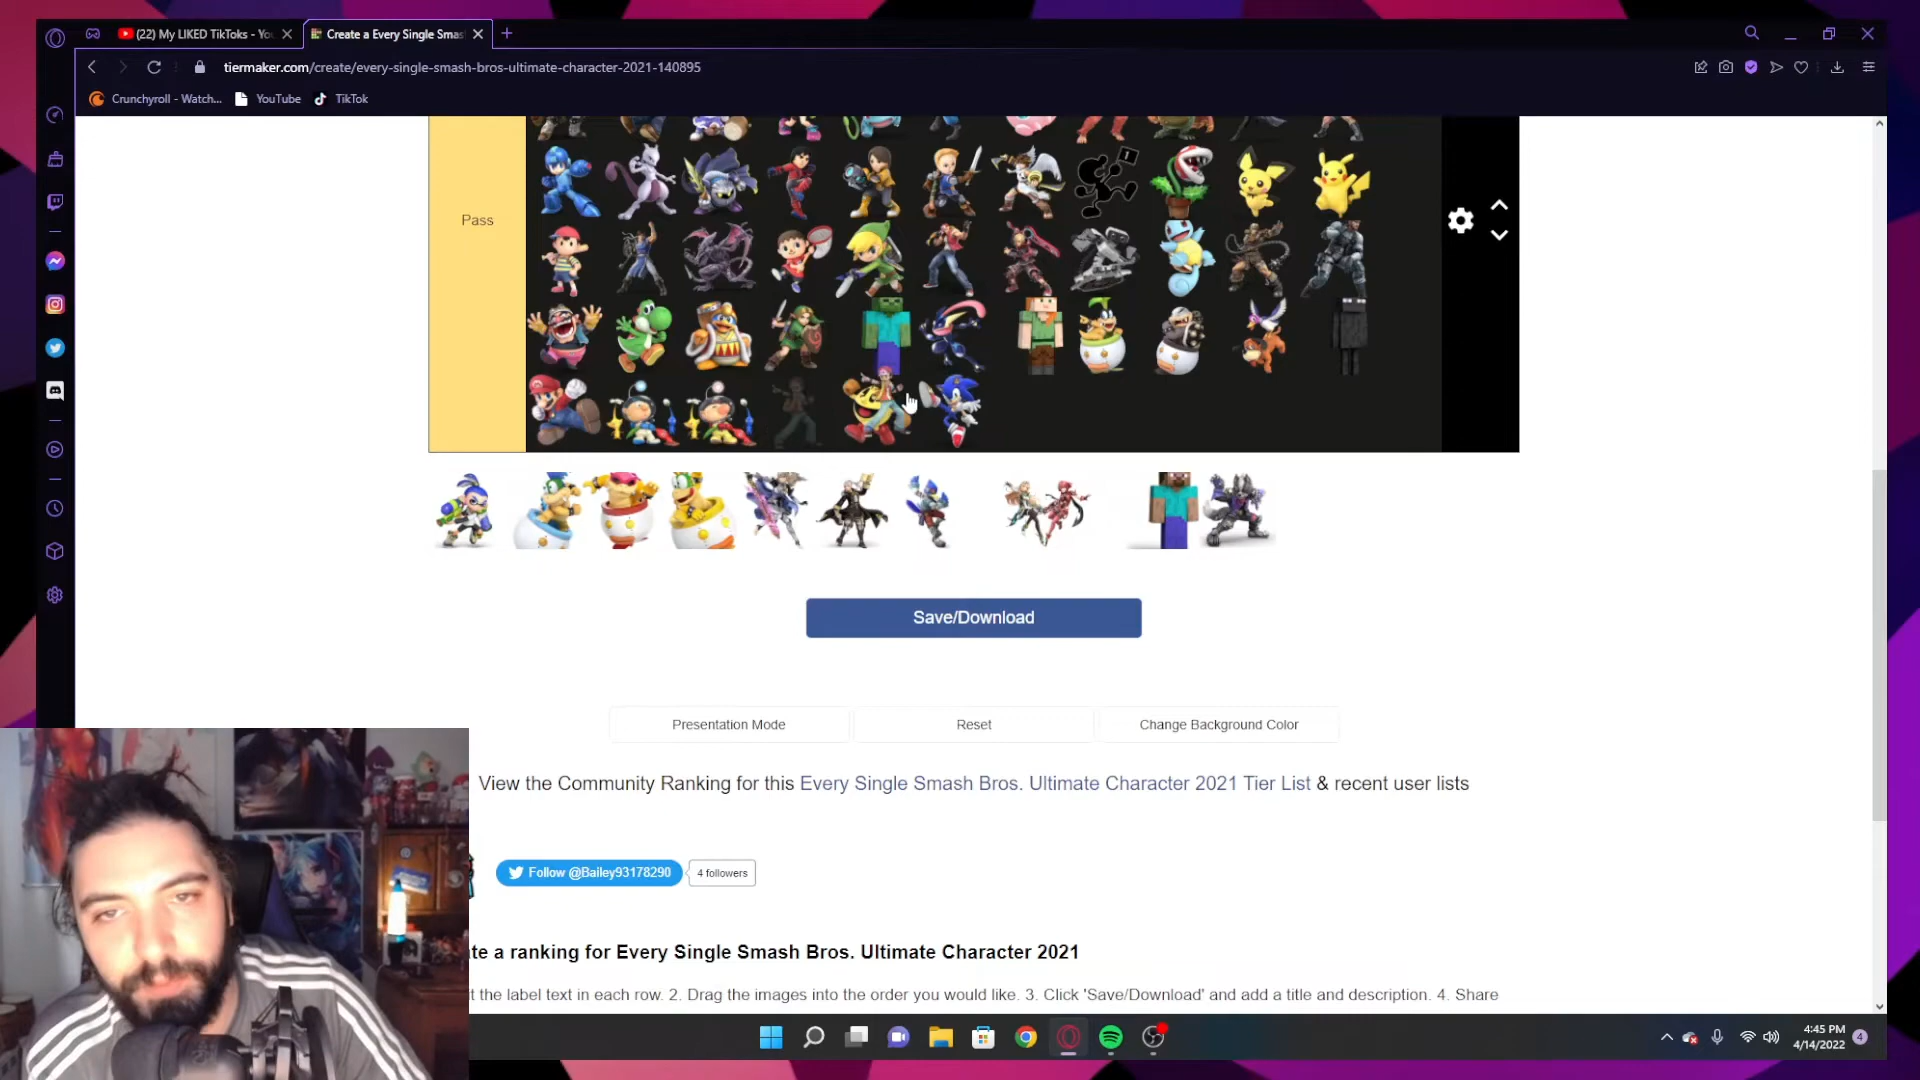 (22) My LIKED TikToks - Yo
Create a Every Single Smas
tiermaker.com/create/every-single-smash-bros-ultimate-character-2021-140895
Crunchyroll - Watch...
YouTube
TikTok
Pass
Save/Download
Presentation Mode
Reset
Change Background Color
View the Community Ranking for this Every Single Smash Bros. Ultimate Character 2021 Tier List & recent user lists
Follow @Bailey93178290
4 followers
te a ranking for Every Single Smash Bros. Ultimate Character 2021
t the label text in each row. 2. Drag the images into the order you would like. 3. Click 'Save/Download' and add a title and description. 4. Share
4:45 PM
4/14/2022
4